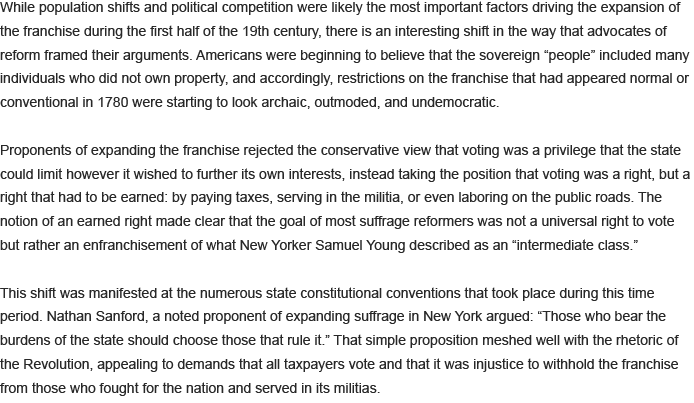 While population shifts and political competition were likely the most important factors driving the expansion of
the franchise during the first half of the 19th century, there is an interesting shift in the way that advocates of
reform framed their arguments. Americans were beginning to believe that the sovereign “people” included many
individuals who did not own property, and accordingly, restrictions on the franchise that had appeared normal or
conventional in 1780 were starting to look archaic, outmoded, and undemocratic.
Proponents of expanding the franchise rejected the conservative view that voting was a privilege that the state
could limit however it wished to further its own interests, instead taking the position that voting was a right, but a
right that had to be earned: by paying taxes, serving in the militia, or even laboring on the public roads. The
notion of an earned right made clear that the goal of most suffrage reformers was not a universal right to vote
but rather an enfranchisement of what New Yorker Samuel Young described as an “intermediate class.”
This shift was manifested at the numerous state constitutional conventions that took place during this time
period. Nathan Sanford, a noted proponent of expanding suffrage in New York argued: “Those who bear the
burdens of the state should choose those that rule it.” That simple proposition meshed well with the rhetoric of
the Revolution, appealing to demands that all taxpayers vote and that it was injustice to withhold the franchise
from those who fought for the nation and served in its militias.